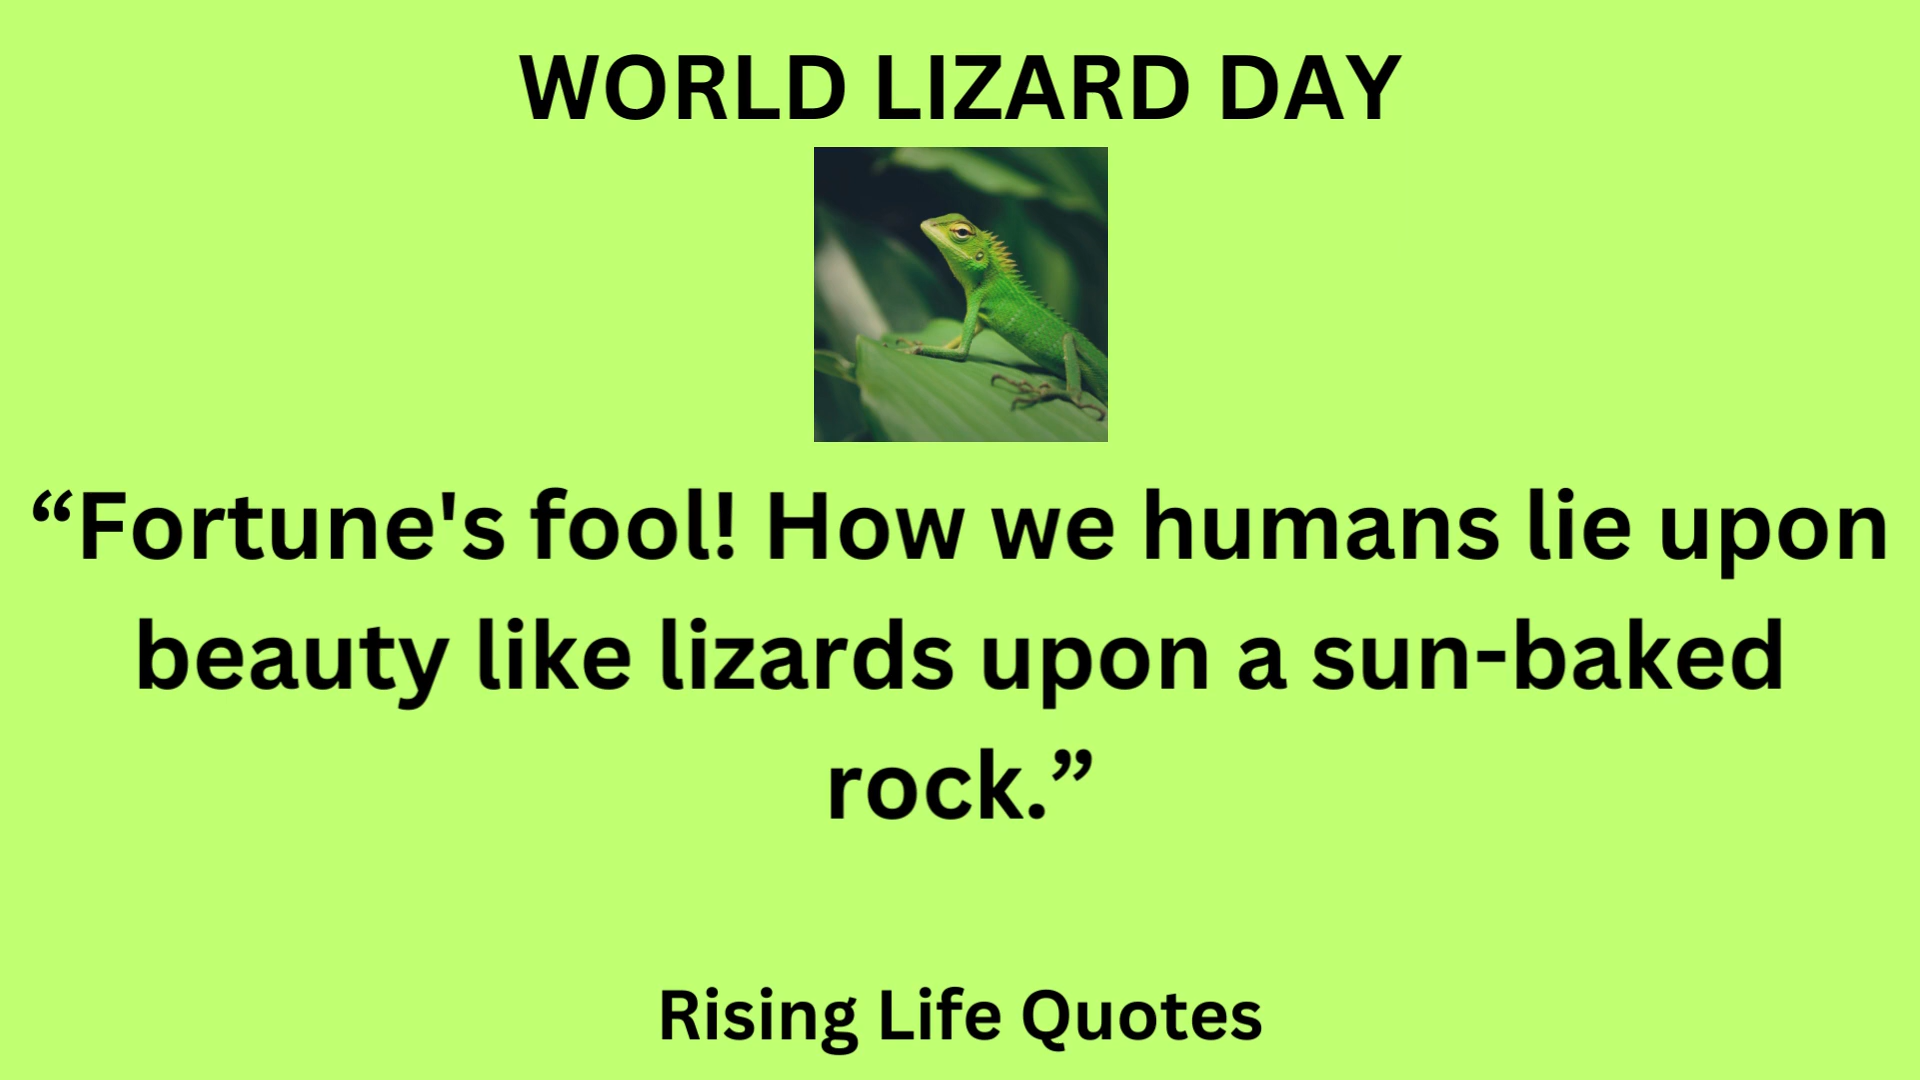 WORLD LIZARD DAY
“Fortune's fool! How we humans lie upon
beauty like lizards upon a sun-baked
rock.”
Rising Life Quotes